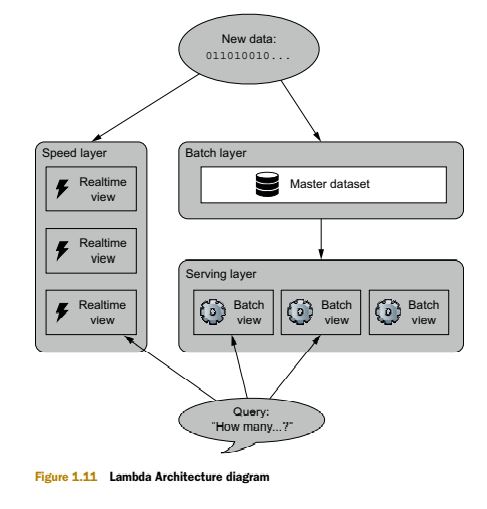 New data:
011010010...
Speed layer
Realtime
view
Realtime
view
Realtime
view
Batch layer
Master dataset
Serving layer
Batch
view
Batch
view
Batch
view
Query:
"How many...?"
Figure 1.11 Lambda Architecture diagram